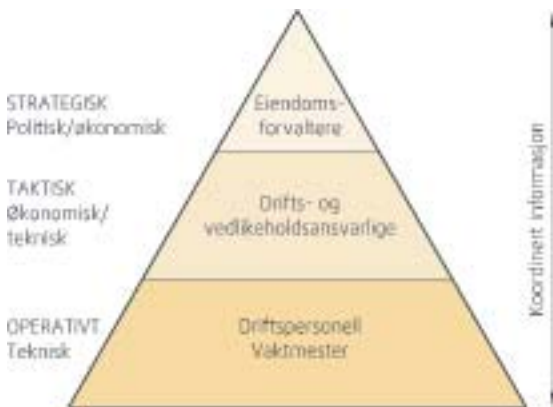 STRATEGISK
Politisk/økonomisk
Eiendoms-
forvaltere
TAKTISK
Økonomisk/
teknisk
Drifts- og
vedlikeholdsansvarlige
OPERATIVT
Teknisk
Driftspersonell
Vaktmester
Koordinert informasjon